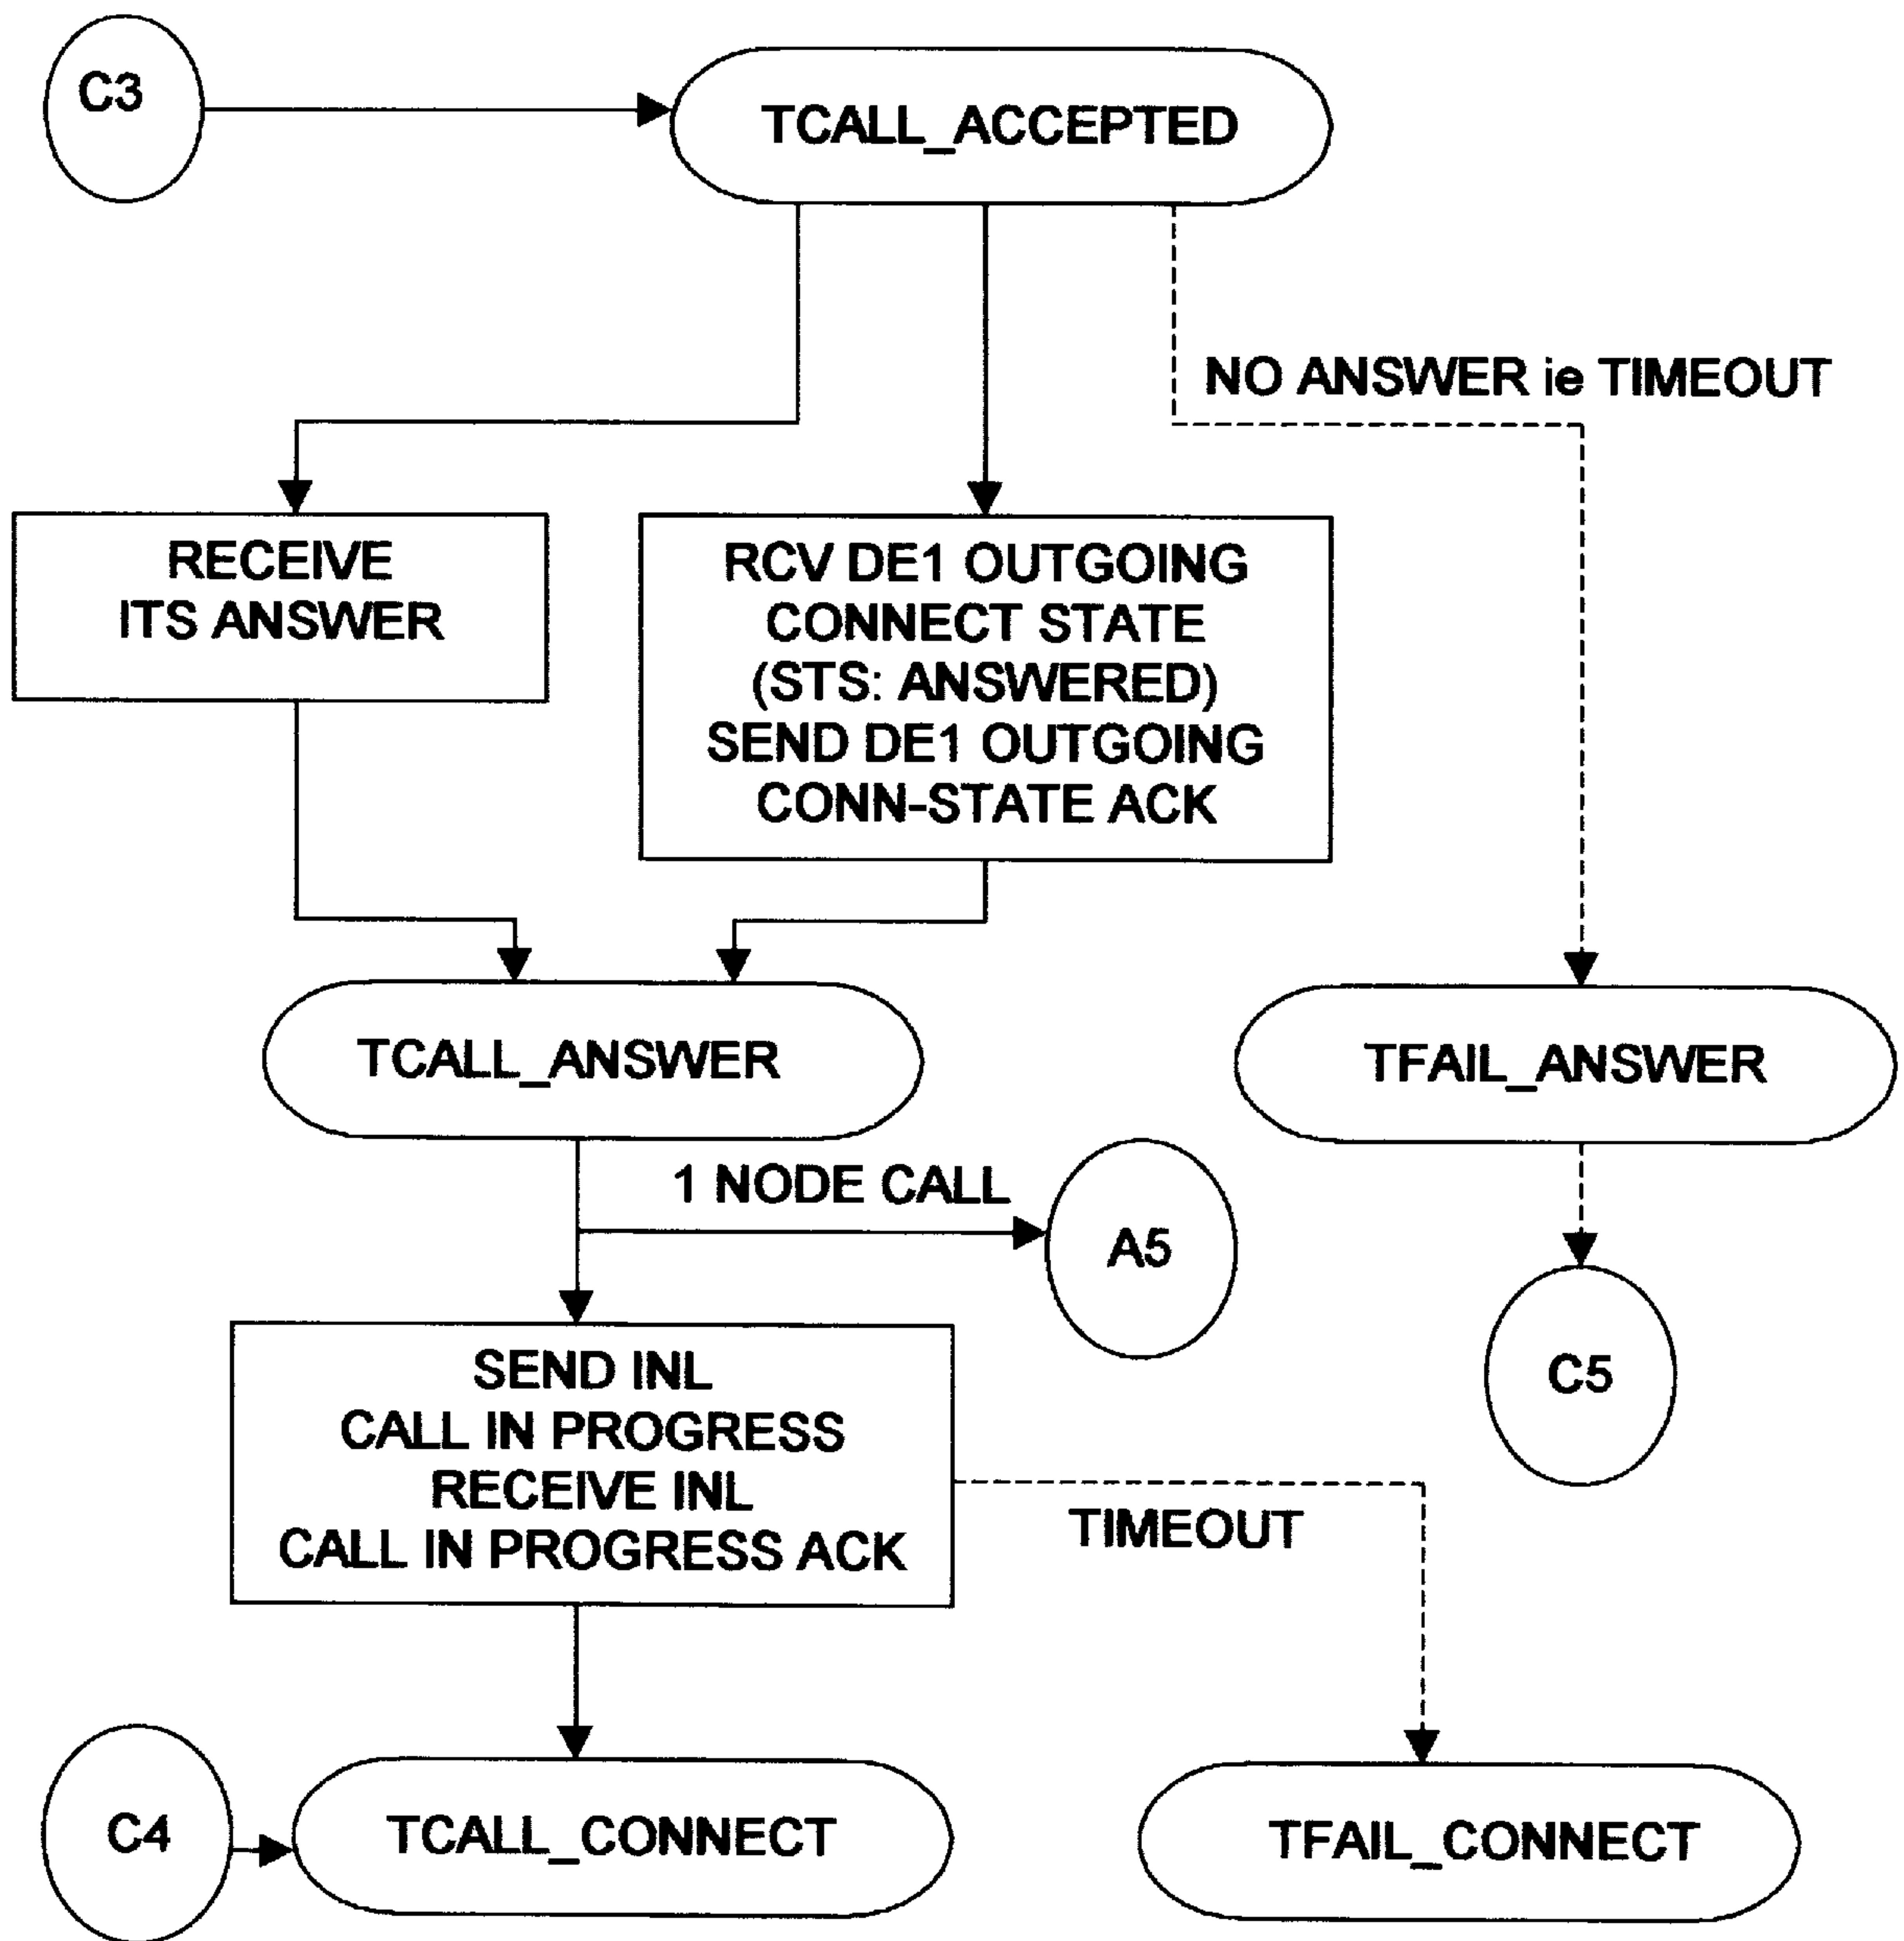 C3
TCALL_ACCEPTED
NO ANSWER ie TIMEOUT
RECEIVE
ITS ANSWER
RCV DE1 OUTGOING
CONNECT STATE
(STS: ANSWERED)
SEND DE1 OUTGOING
CONN-STATE ACK
TCALL_ANSWER
TFAIL_ANSWER
1 NODE CALL
A5
C5
SEND INL
CALL IN PROGRESS
RECEIVE INL
CALL IN PROGRESS ACK
TIMEOUT
C4
TCALL_CONNECT
TFAIL_CONNECT